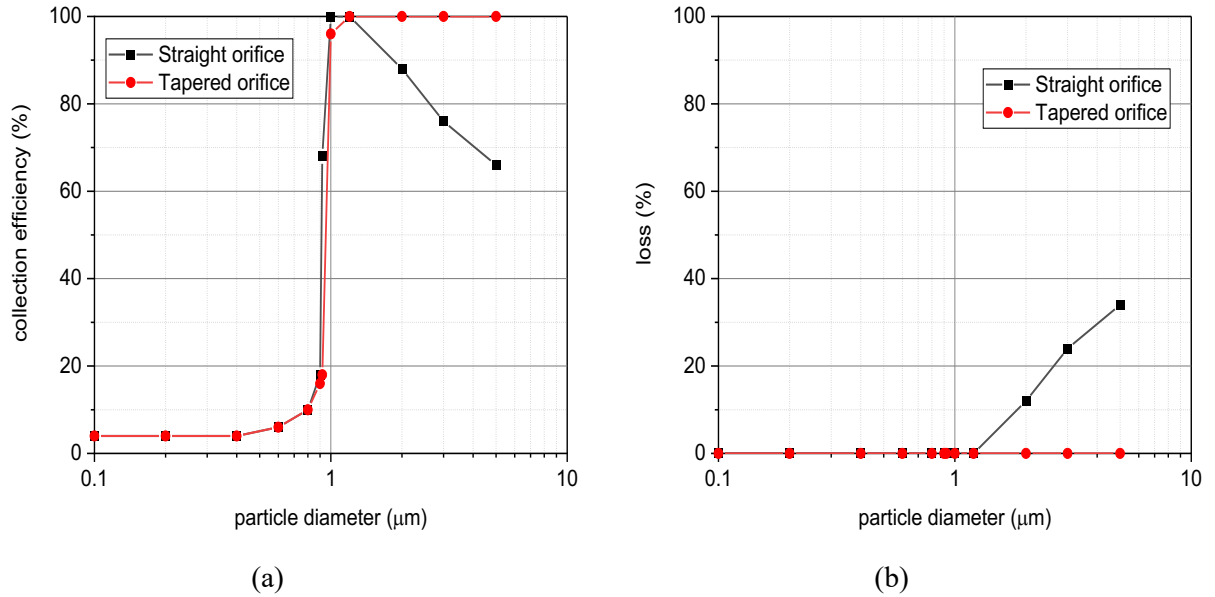 100
80
60
40
20
0
collection efficiency (%)
Straight orifice
Tapered orifice
0.1
1
10
particle diameter (μm)
(a)
100
80
60
40
20
0
loss (%)
Straight orifice
Tapered orifice
0.1
1
10
particle diameter (μm)
(b)